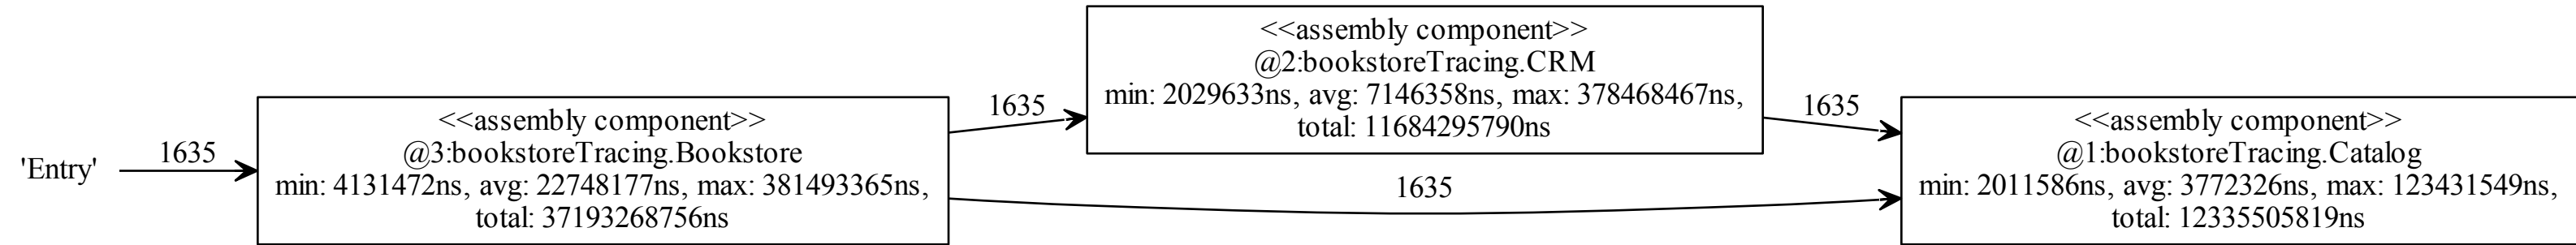 'Entry'
1635
<<assembly component>>
@3:bookstoreTracing.Bookstore
min: 4131472ns, avg: 22748177ns, max: 381493365ns,
total: 37193268756ns
1635
<<assembly component>>
@2:bookstoreTracing.CRM
min: 2029633ns, avg: 7146358ns, max: 378468467ns,
total: 11684295790ns
1635
1635
<<assembly component>>
@1:bookstoreTracing.Catalog
min: 2011586ns, avg: 3772326ns, max: 123431549ns,
total: 12335505819ns